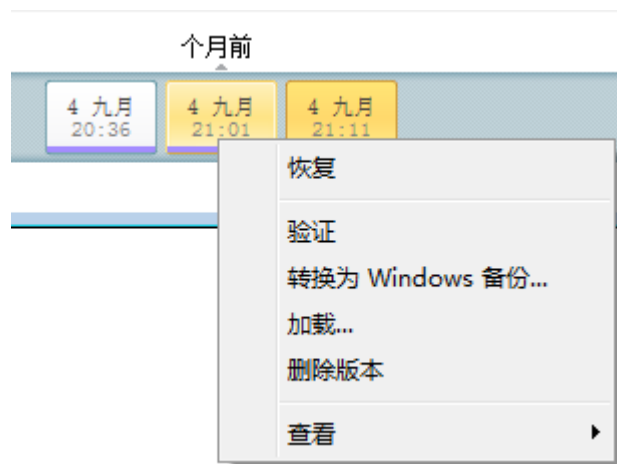 个月前
4 九月
20:36
4 九月
21:01
4 九月
21:11
恢复
验证
转换为 Windows 备份...
加载...
删除版本
查看